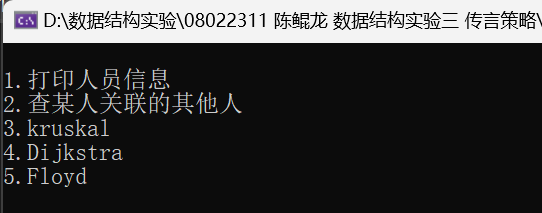 D:\数据结构实验\08022311 陈鲲龙 数据结构实验三 传言策略\
1.打印人员信息
2.查某人关联的其他人
3.kruskal
4.Dijkstra
5.Floyd